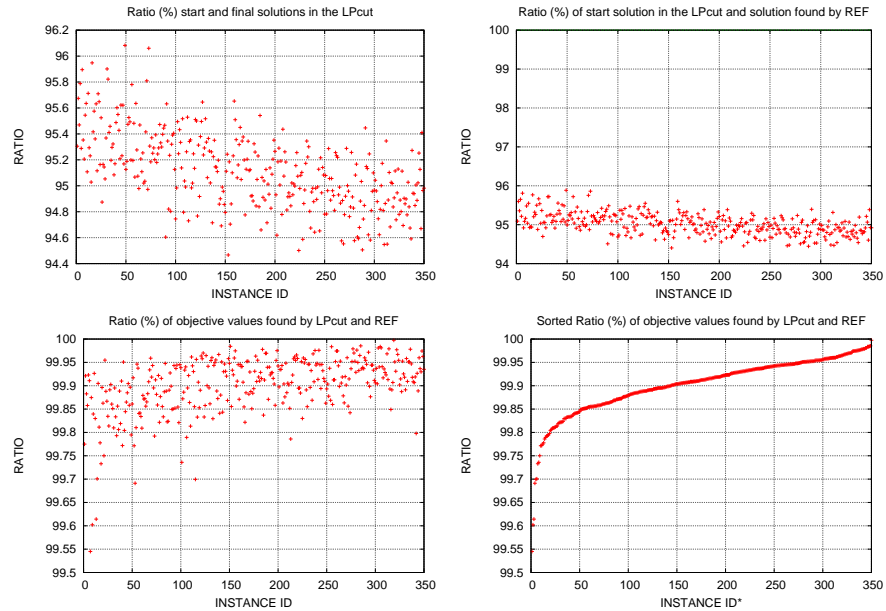 Ratio (%) start and final solutions in the LPcut
96.2
96
95.8
95.6
95.4
95.2
95
94.8
94.6
94.4
RATIO
0 50 100 150 200 250 300 350
INSTANCE ID
Ratio (%) of start solution in the LPcut and solution found by REF
100
99
98
97
96
95
94
RATIO
0 50 100 150 200 250 300 350
INSTANCE ID
Ratio (%) of objective values found by LPcut and REF
100
99.95
99.9
99.85
99.8
99.75
99.7
99.65
99.6
99.55
99.5
RATIO
0 50 100 150 200 250 300 350
INSTANCE ID
Sorted Ratio (%) of objective values found by LPcut and REF
100
99.95
99.9
99.85
99.8
99.75
99.7
99.65
99.6
99.55
99.5
RATIO
0 50 100 150 200 250 300 350
INSTANCE ID*